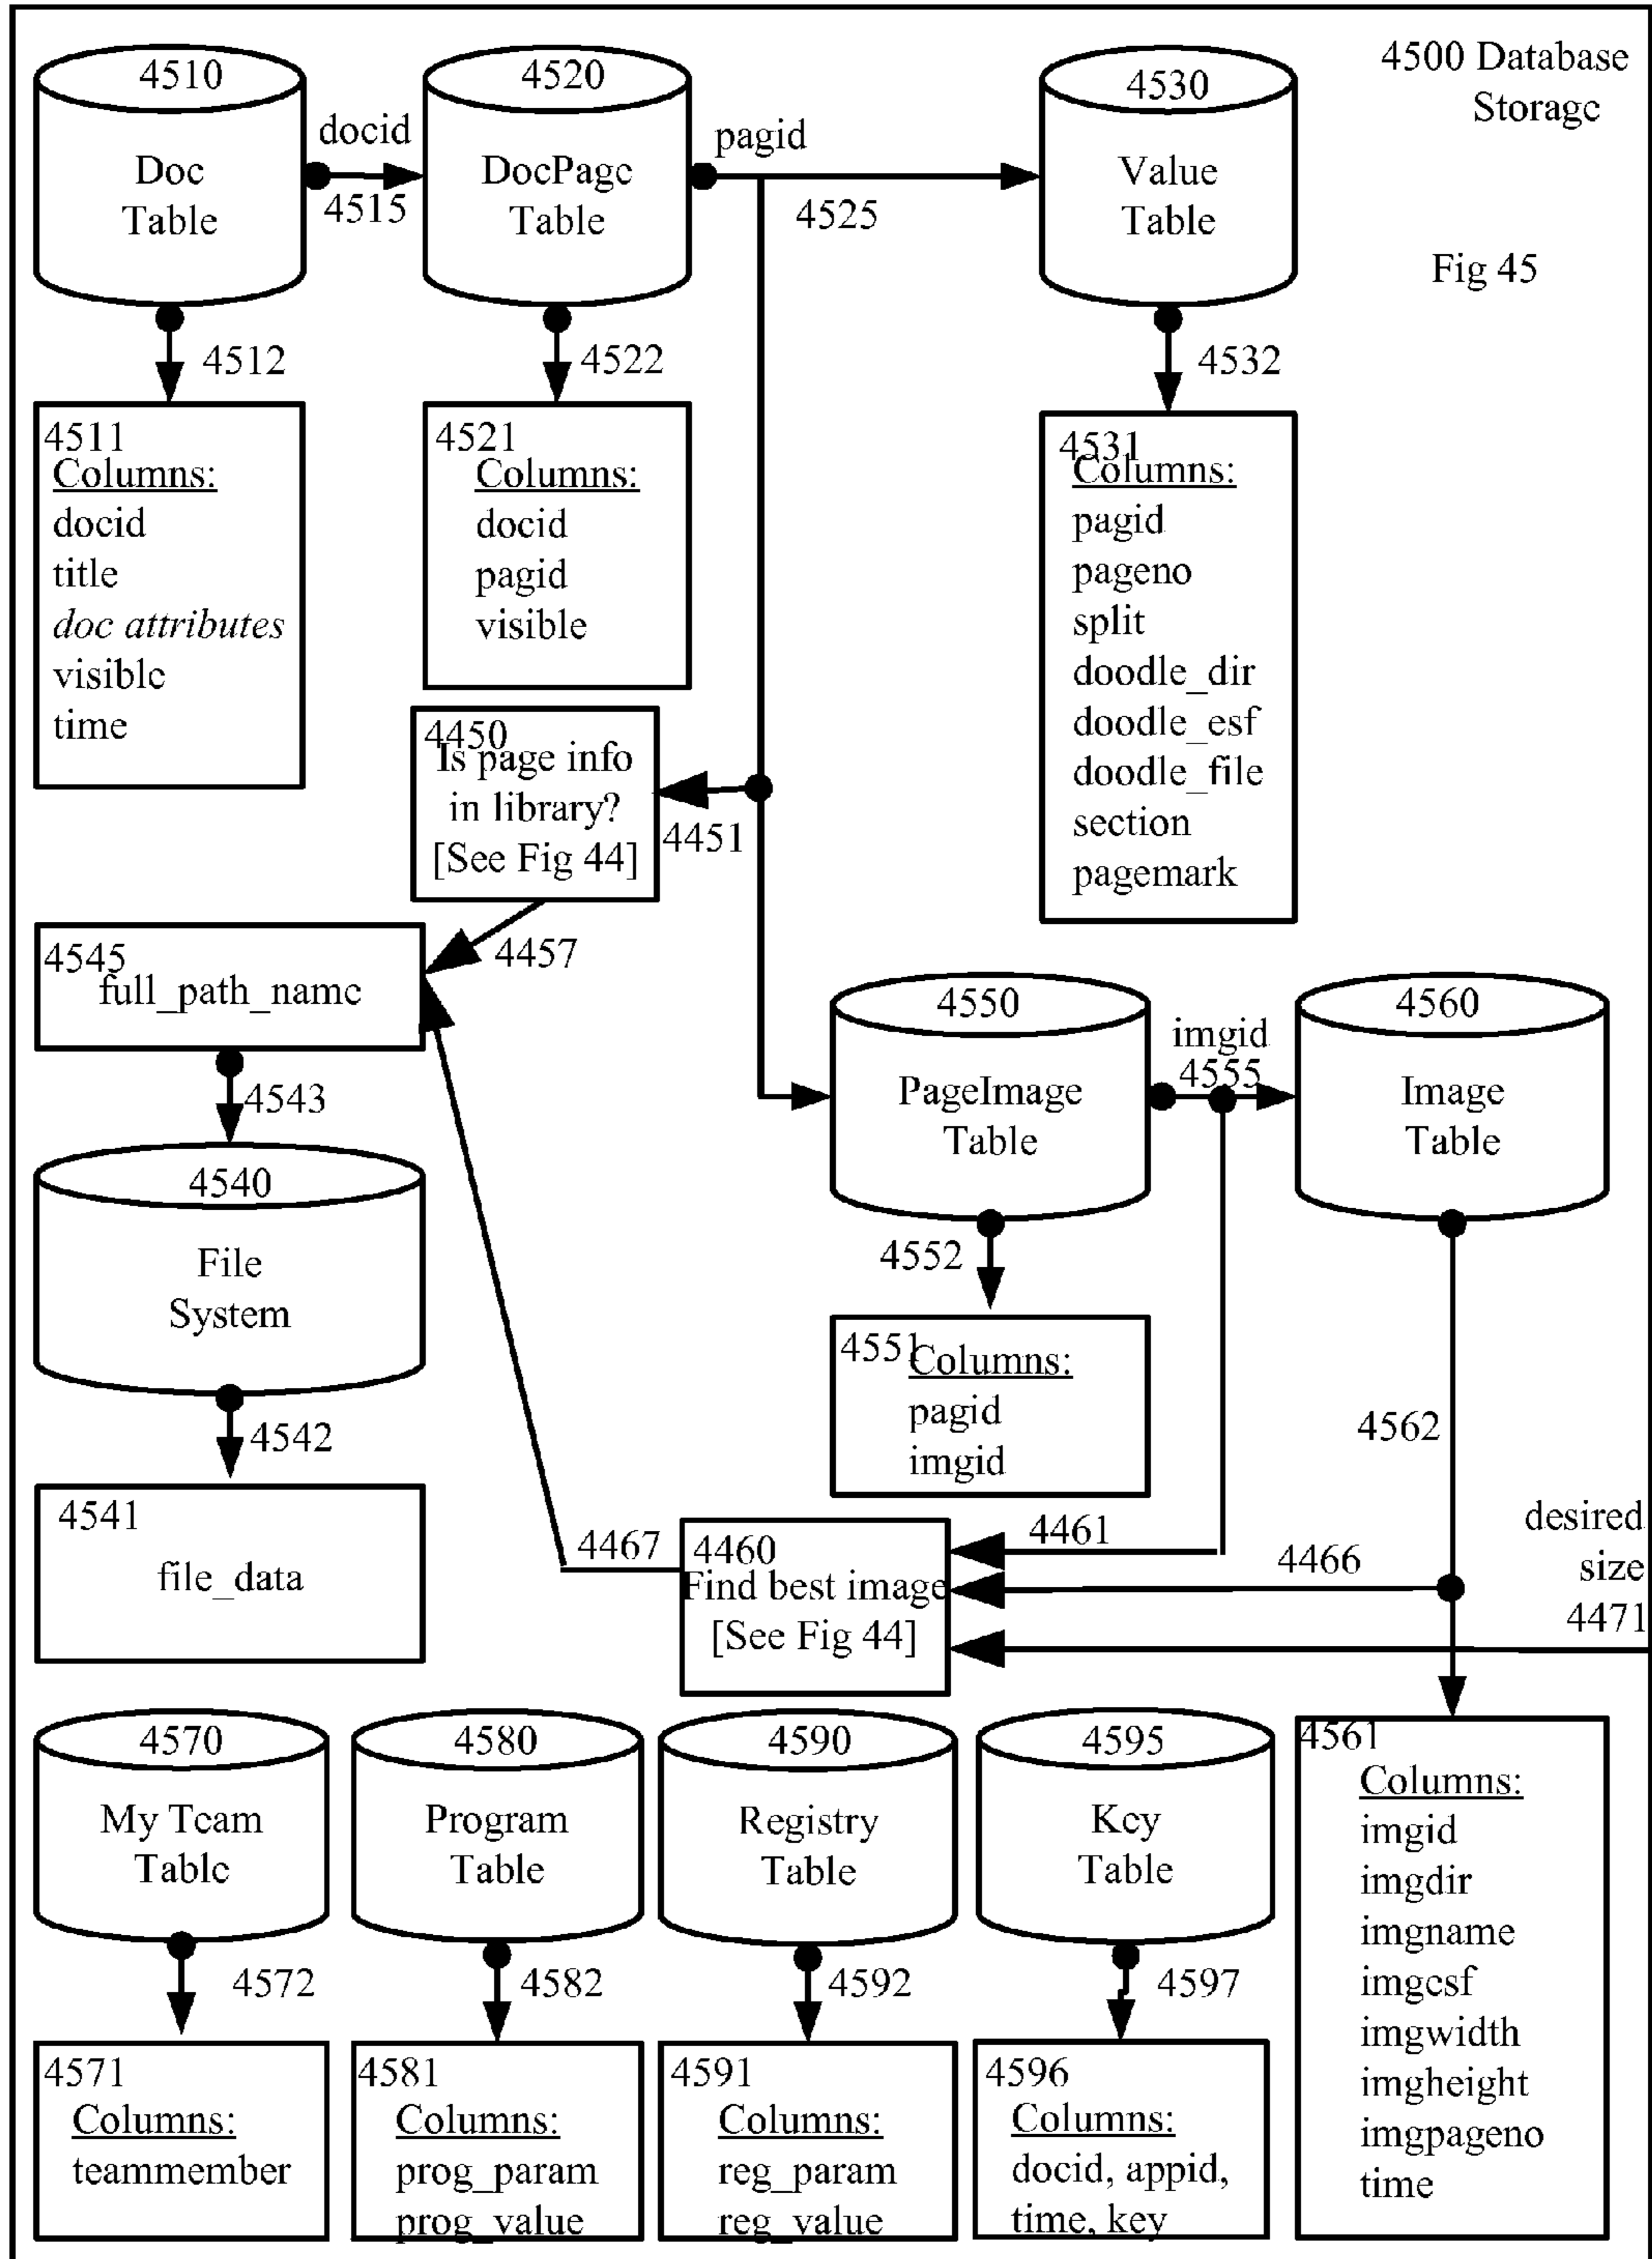 4500 Database
Storage
Fig 45
4510
Doc
Table
docid
4515
4520
DocPage
Table
pagid
4525
4530
Value
Table
4512
4522
4532
4511
Columns:
docid
title
doc attributes
visible
time
4521
Columns:
docid
pagid
visible
4531
Columns:
pagid
pageno
split
doodle_dir
doodle_esf
doodle_file
section
pagemark
4450
Is page info
in library?
[See Fig 44]
4451
4457
4545
full_path_name
4543
4540
File
System
4542
4541
file_data
4550
PageImage
Table
imgid
4555
4560
Image
Table
4552
4551
Columns:
pagid
imgid
4562
4467
4460
Find best image
[See Fig 44]
4461
4466
desired
size
4471
4570
My Team
Table
4580
Program
Table
4590
Registry
Table
4595
Key
Table
4572
4582
4592
4597
4571
Columns:
teammember
4581
Columns:
prog_param
prog_value
4591
Columns:
reg_param
reg_value
4596
Columns:
docid, appid,
time, key
4561
Columns:
imgid
imgdir
imgname
imgesf
imgwidth
imgheight
imgpageno
time